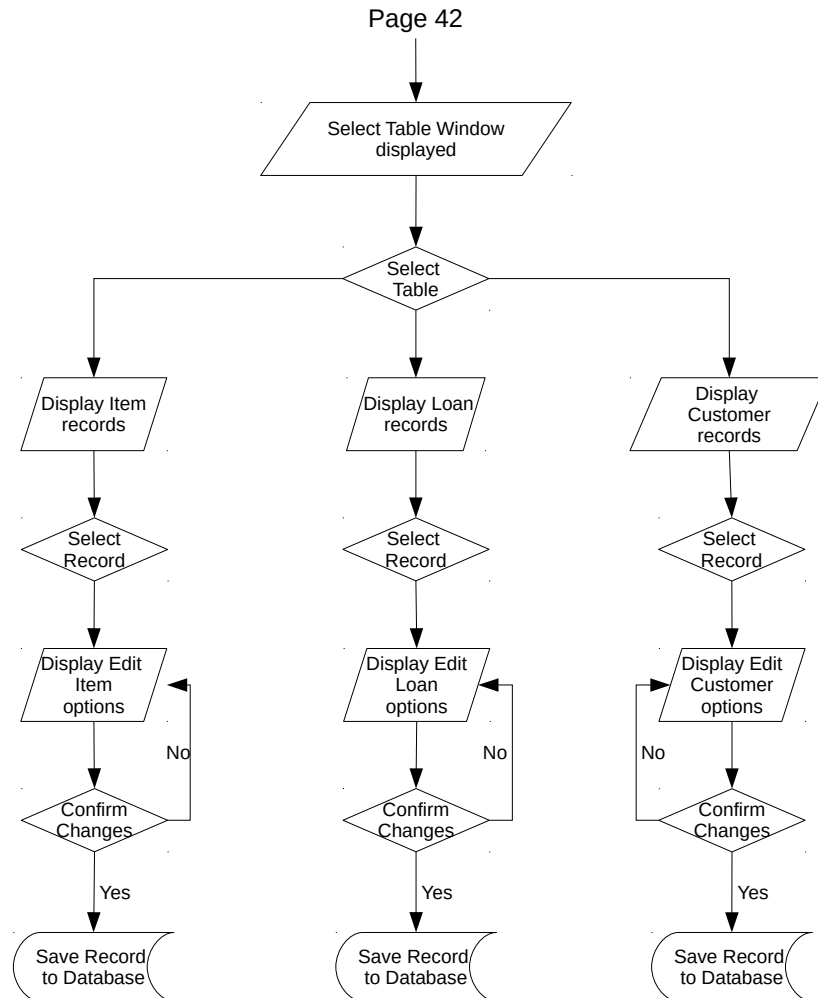 Page 42
Select Table Window
displayed
Select
Table
Display Item
records
Display Loan
records
Display
Customer
records
Select
Record
Select
Record
Select
Record
Display Edit
Item
options
Display Edit
Loan
options
Display Edit
Customer
options
No
No
No
Confirm
Changes
Confirm
Changes
Confirm
Changes
Yes
Yes
Yes
Save Record
to Database
Save Record
to Database
Save Record
to Database